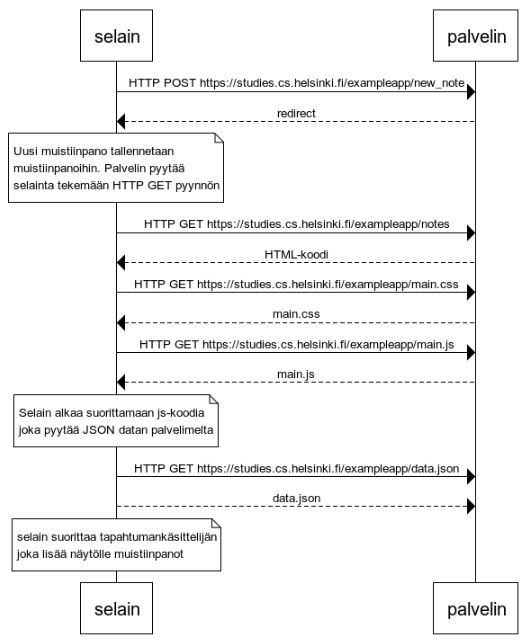 selain palvelin
HTTP POST https://studies.cs.helsinki.fi/exampleapp/new_note
redirect
Uusi muistiinpano tallennetaan
muistiinpanoihin. Palvelin pyytää
selainta tekemään HTTP GET pyynnön
HTTP GET https://studies.cs.helsinki.fi/exampleapp/notes
HTML-koodi
HTTP GET https://studies.cs.helsinki.fi/exampleapp/main.css
main.css
HTTP GET https://studies.cs.helsinki.fi/exampleapp/main.js
main.js
Selain alkaa suorittamaan js-koodia
joka pyytää JSON datan palvelimelta
HTTP GET https://studies.cs.helsinki.fi/exampleapp/data.json
data.json
selain suorittaa tapahtumankäsittelijän
joka lisää näytölle muistiinpanot
selain palvelin